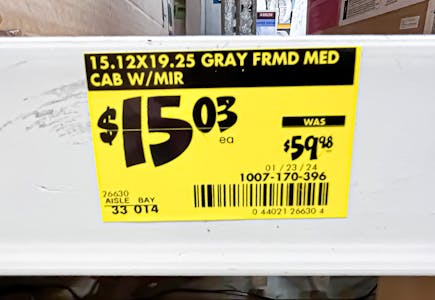 15.12X19.25 GRAY FRMD MED
CAB W/MIR
$15.03
ea
WAS
$59.98
01/23/24
1007-170-396
26630
AISLE BAY
33 014
0 44021 26630 4